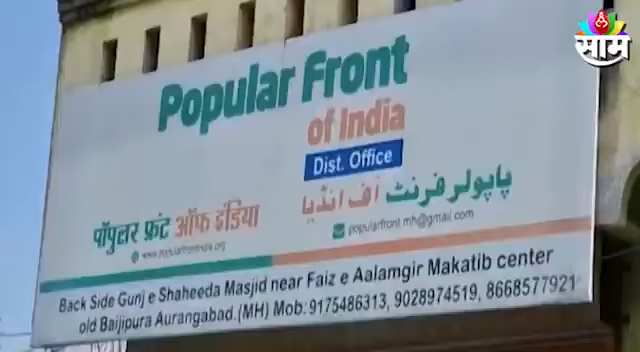 साम
Popular Front
of India
Dist. Office
پاپولر فرنٹ آف انڈیا
पॉपुलर फ्रंट ऑफ इंडिया
www.popularfrontindia.org
popularfront.mh@gmail.com
Back Side Gunj e Shaheeda Masjid near Faiz e Aalamgir Makatib center
old Baijipura Aurangabad.(MH) Mob: 9175486313, 9028974519, 8668577921